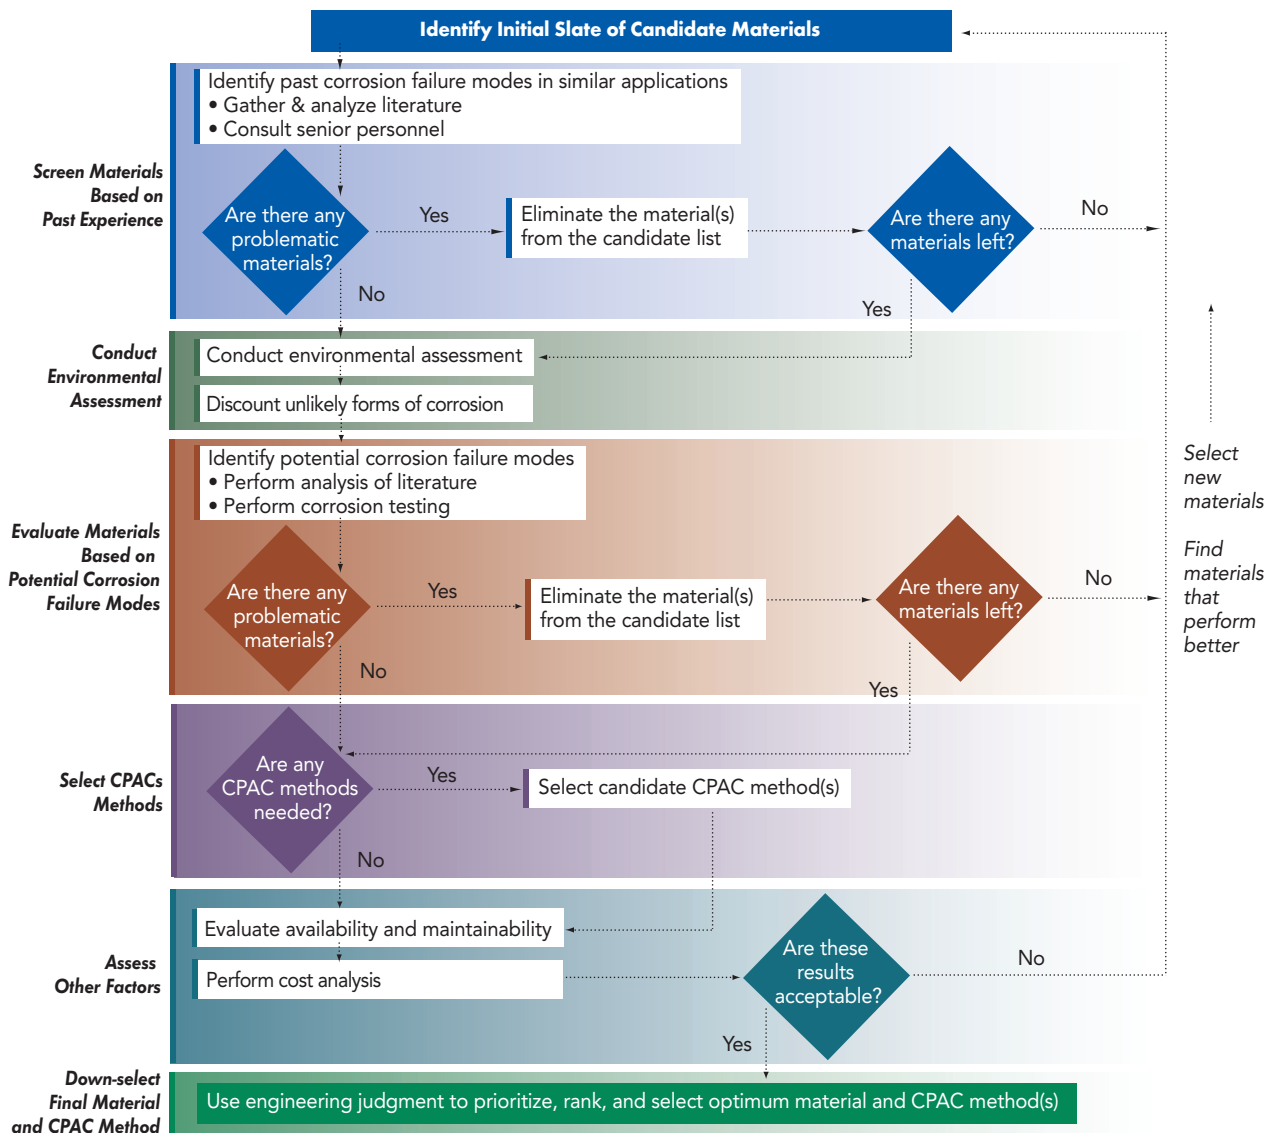 Identify Initial Slate of Candidate Materials
Screen Materials
Based on
Past Experience
Identify past corrosion failure modes in similar applications
• Gather & analyze literature
• Consult senior personnel
Are there any
problematic
materials?
Yes
Eliminate the material(s)
from the candidate list
Are there any
materials left?
No
No
Yes
Conduct
Environmental
Assessment
Conduct environmental assessment
Discount unlikely forms of corrosion
Select
new
materials
Find
materials
that
perform
better
Evaluate Materials
Based on
Potential Corrosion
Failure Modes
Identify potential corrosion failure modes
• Perform analysis of literature
• Perform corrosion testing
Are there any
problematic
materials?
Yes
Eliminate the material(s)
from the candidate list
Are there any
materials left?
No
No
Yes
Select CPACs
Methods
Are any
CPAC methods
needed?
Yes
Select candidate CPAC method(s)
No
Assess
Other Factors
Evaluate availability and maintainability
Perform cost analysis
Are these
results
acceptable?
No
Yes
Down-select
Final Material
and CPAC Method
Use engineering judgment to prioritize, rank, and select optimum material and CPAC method(s)